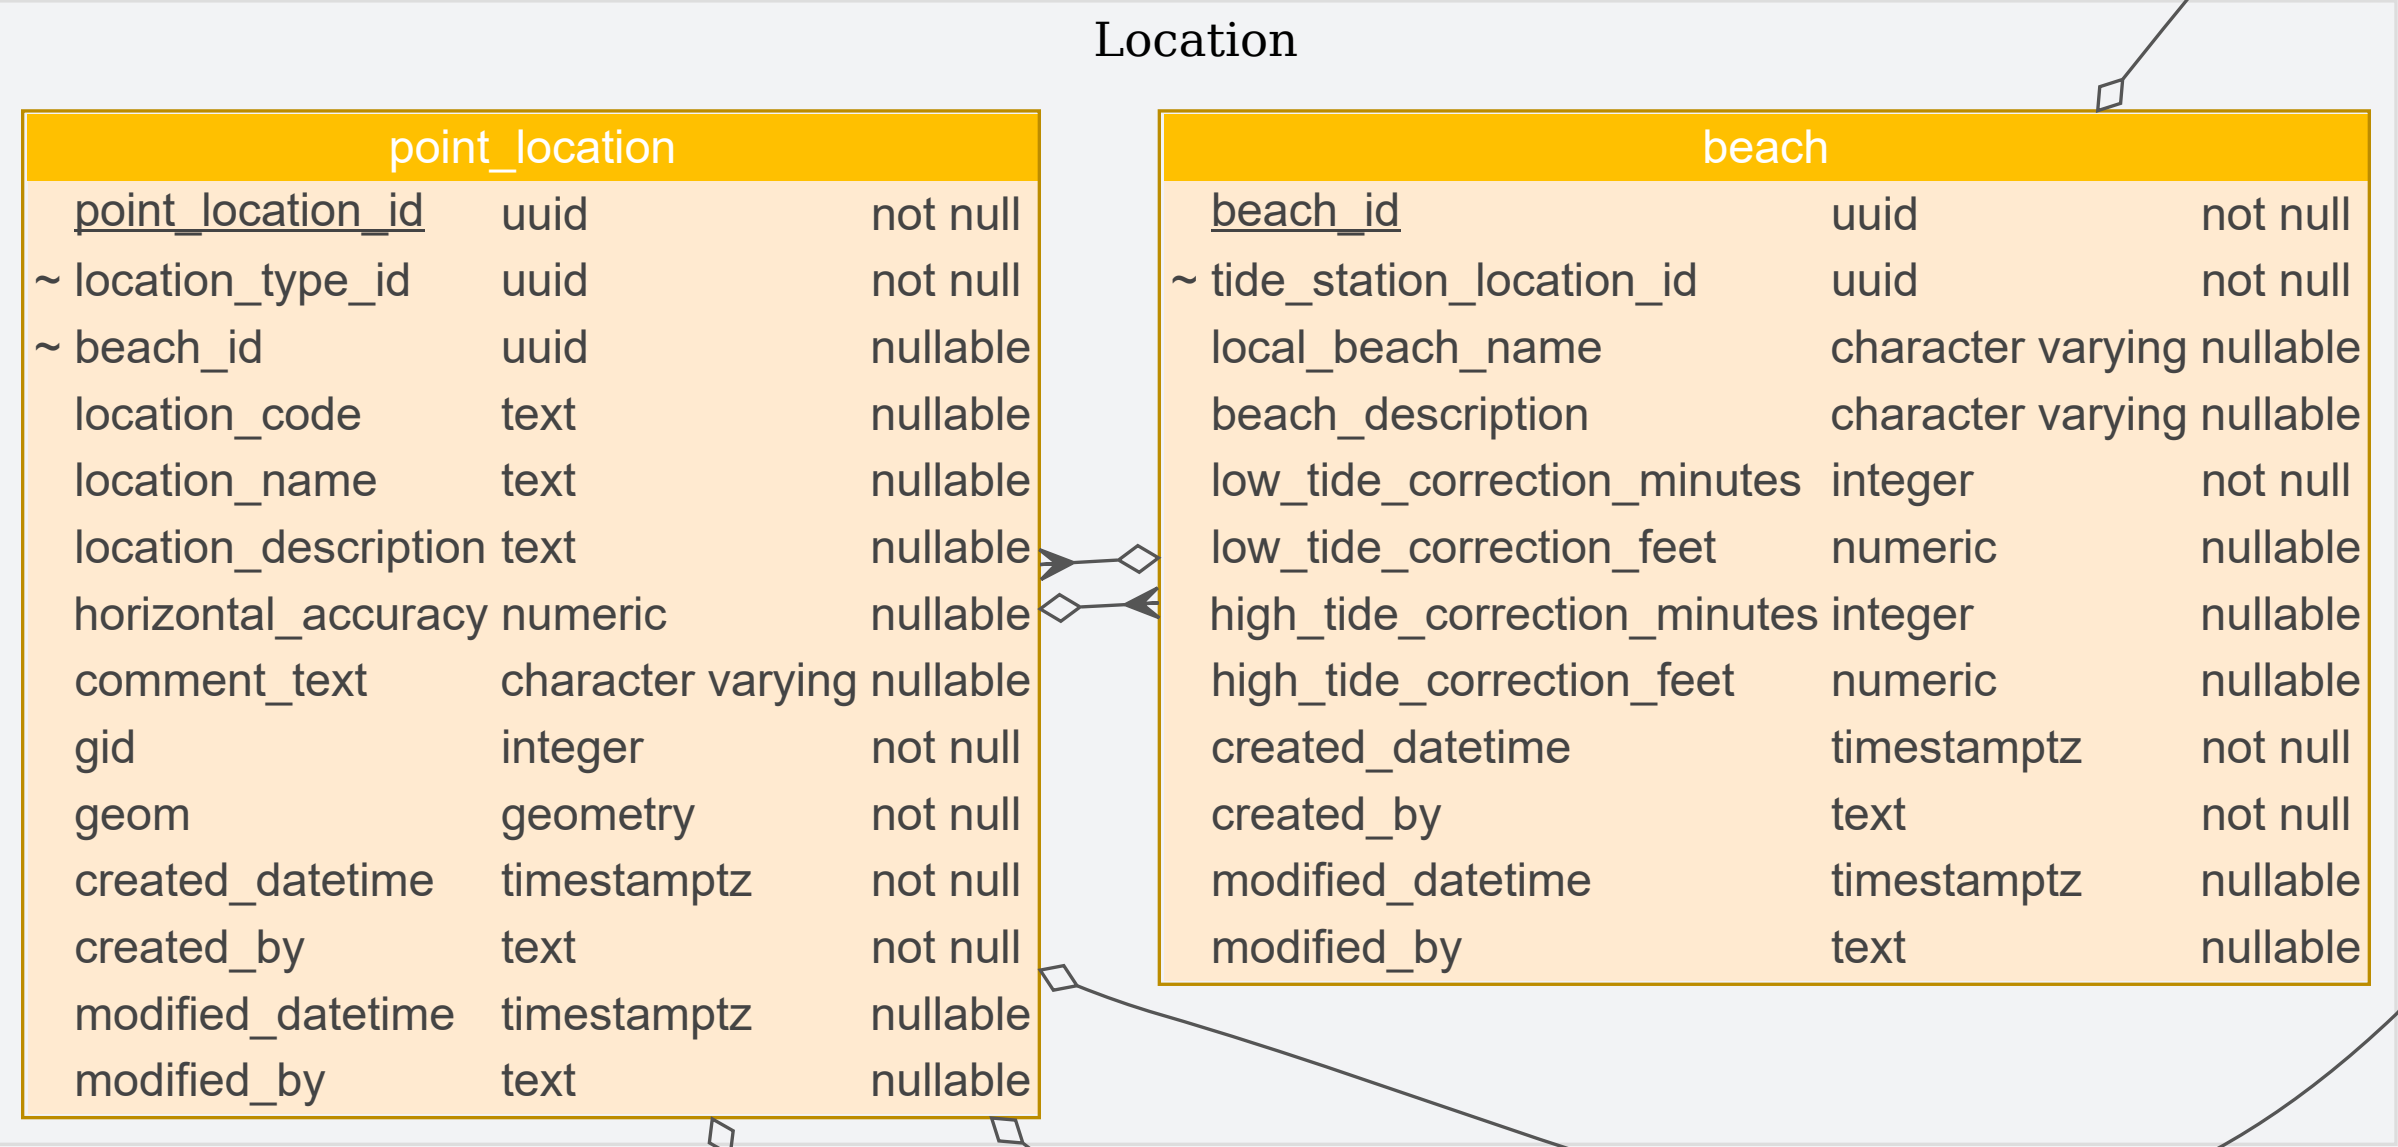 Location
point_location
point_location_id uuid not null
~ location_type_id uuid not null
~ beach_id uuid nullable
location_code text nullable
location_name text nullable
location_description text nullable
horizontal_accuracy numeric nullable
comment_text character varying nullable
gid integer not null
geom geometry not null
created_datetime timestamptz not null
created_by text not null
modified_datetime timestamptz nullable
modified_by text nullable
beach
beach_id uuid not null
~ tide_station_location_id uuid not null
local_beach_name character varying nullable
beach_description character varying nullable
low_tide_correction_minutes integer not null
low_tide_correction_feet numeric nullable
high_tide_correction_minutes integer nullable
high_tide_correction_feet numeric nullable
created_datetime timestamptz not null
created_by text not null
modified_datetime timestamptz nullable
modified_by text nullable